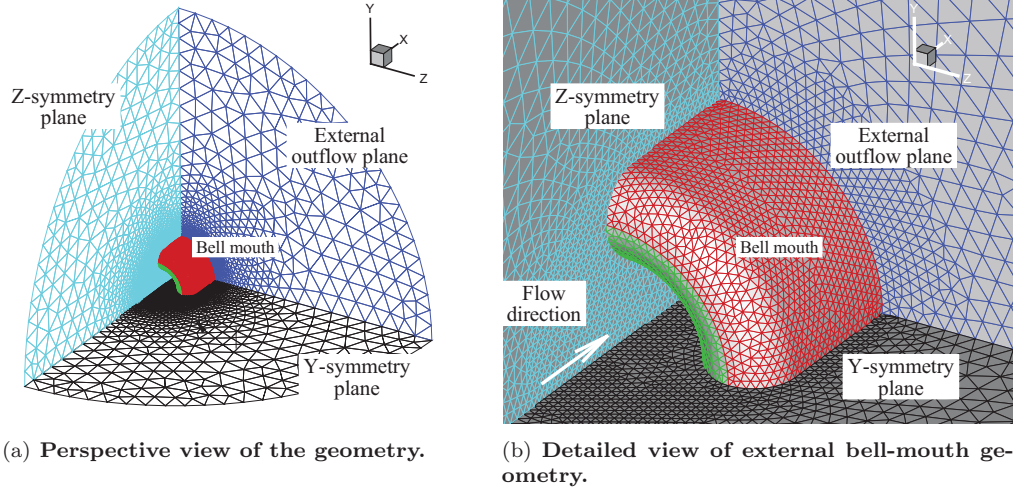 Y
X
Z
Z-symmetry
plane
External
outflow plane
Bell mouth
Y-symmetry
plane
(a) Perspective view of the geometry.
Y
X
Z
Z-symmetry
plane
External
outflow plane
Bell mouth
Flow
direction
Y-symmetry
plane
(b) Detailed view of external bell-mouth ge-
ometry.